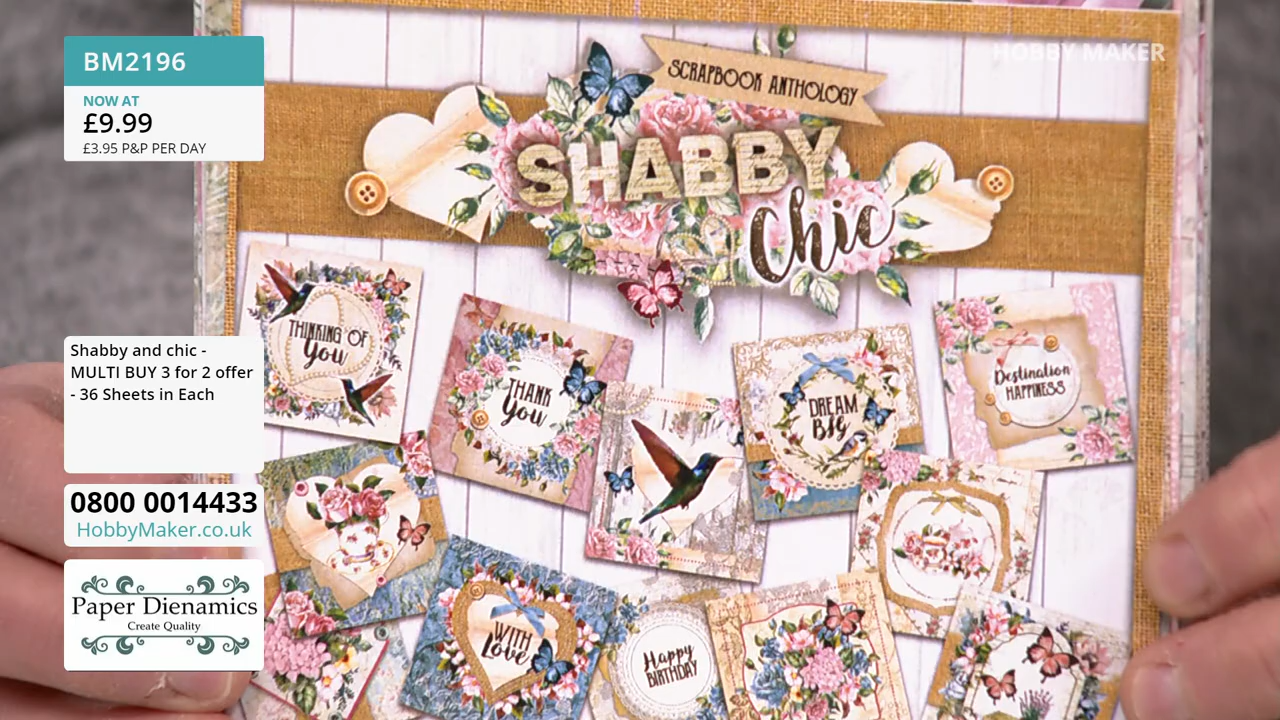 BM2196
NOW AT
£9.99
£3.95 P&P PER DAY
Shabby and chic -
MULTI BUY 3 for 2 offer
- 36 Sheets in Each
0800 0014433
HobbyMaker.co.uk
Paper Dienamics
Create Quality
HOBBY MAKER
SCRAPBOOK ANTHOLOGY
SHABBY
Chic
THINKING OF
You
THANK
You
DREAM
BIG
Destination
HAPPINESS
WITH
Love
Happy
BIRTHDAY